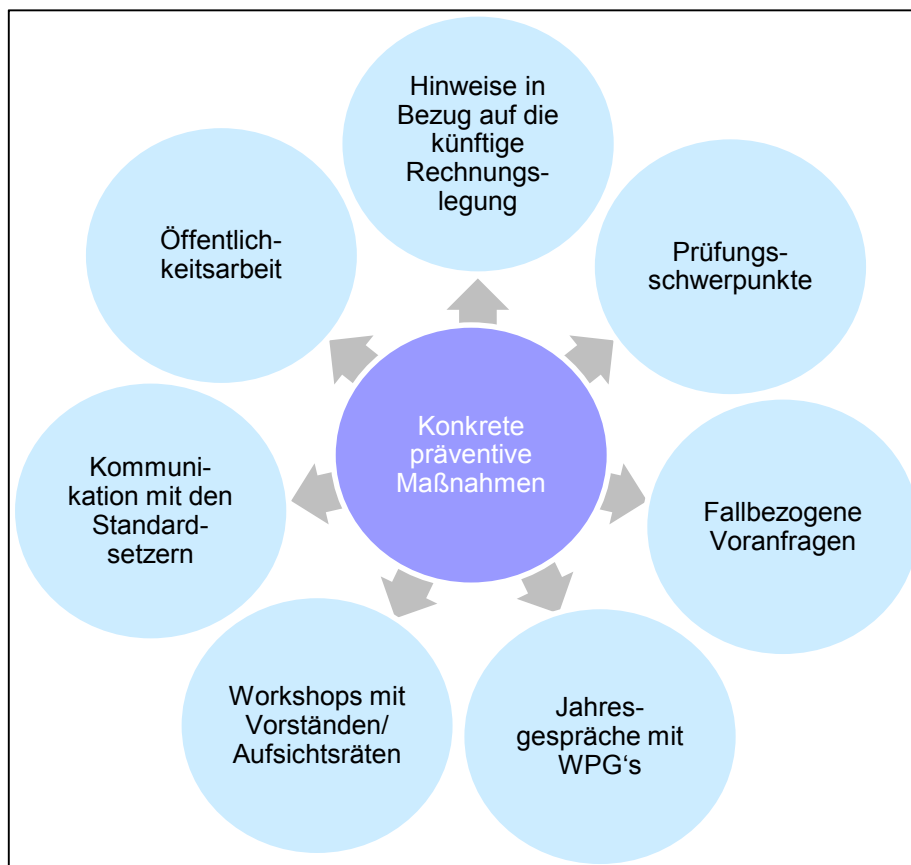 Hinweise in
Bezug auf die
künftige
Rechnungs-
legung
Prüfungs-
schwerpunkte
Fallbezogene
Voranfragen
Jahres-
gespräche mit
WPG‘s
Workshops mit
Vorständen/
Aufsichtsräten
Kommuni-
kation mit den
Standard-
setzern
Öffentlich-
keitsarbeit
Konkrete
präventive
Maßnahmen